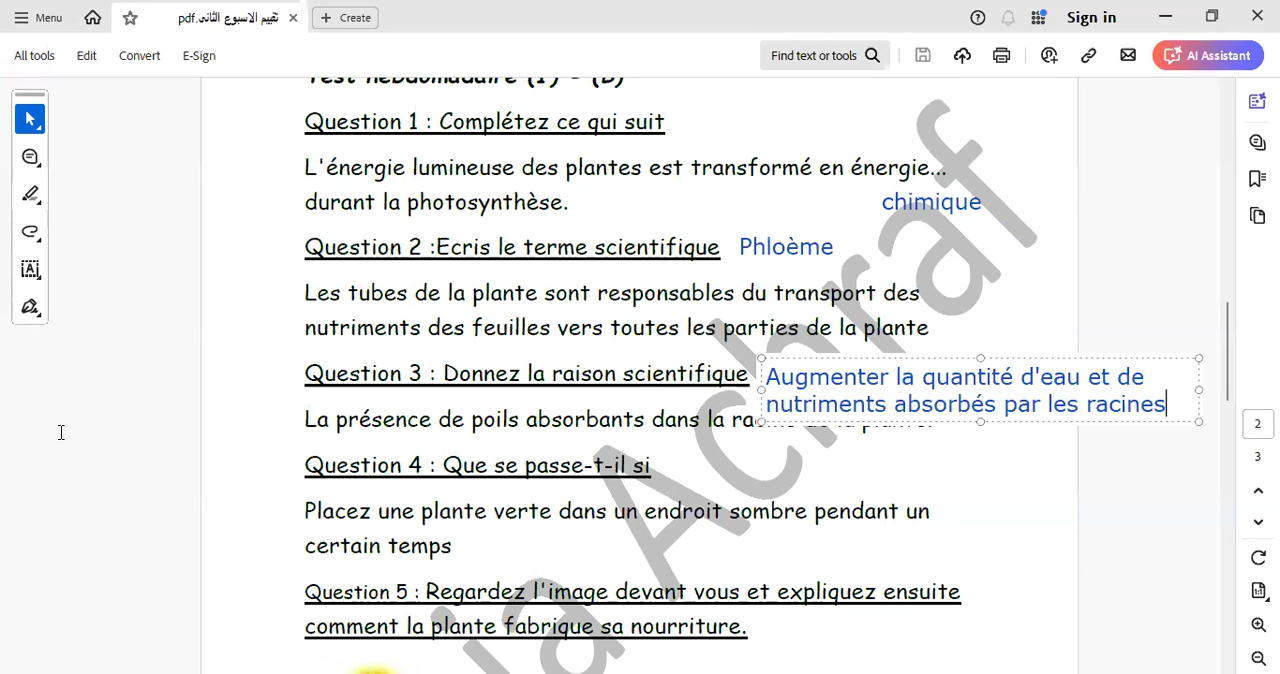 Menu
تقييم الاسبوع الثاني.pdf
Create
Sign in
All tools
Edit
Convert
E-Sign
Find text or tools
AI Assistant
Test hebdomadaire (1) - (B)
Question 1 : Complétez ce qui suit
L'énergie lumineuse des plantes est transformé en énergie...
durant la photosynthèse.
chimique
Question 2 :Ecris le terme scientifique
Phloème
Les tubes de la plante sont responsables du transport des
nutriments des feuilles vers toutes les parties de la plante
Question 3 : Donnez la raison scientifique
Augmenter la quantité d'eau et de
nutriments absorbés par les racines
La présence de poils absorbants dans la
Question 4 : Que se passe-t-il si
Placez une plante verte dans un endroit sombre pendant un
certain temps
Question 5 : Regardez l'image devant vous et expliquez ensuite
comment la plante fabrique sa nourriture.
Achraf
2
3